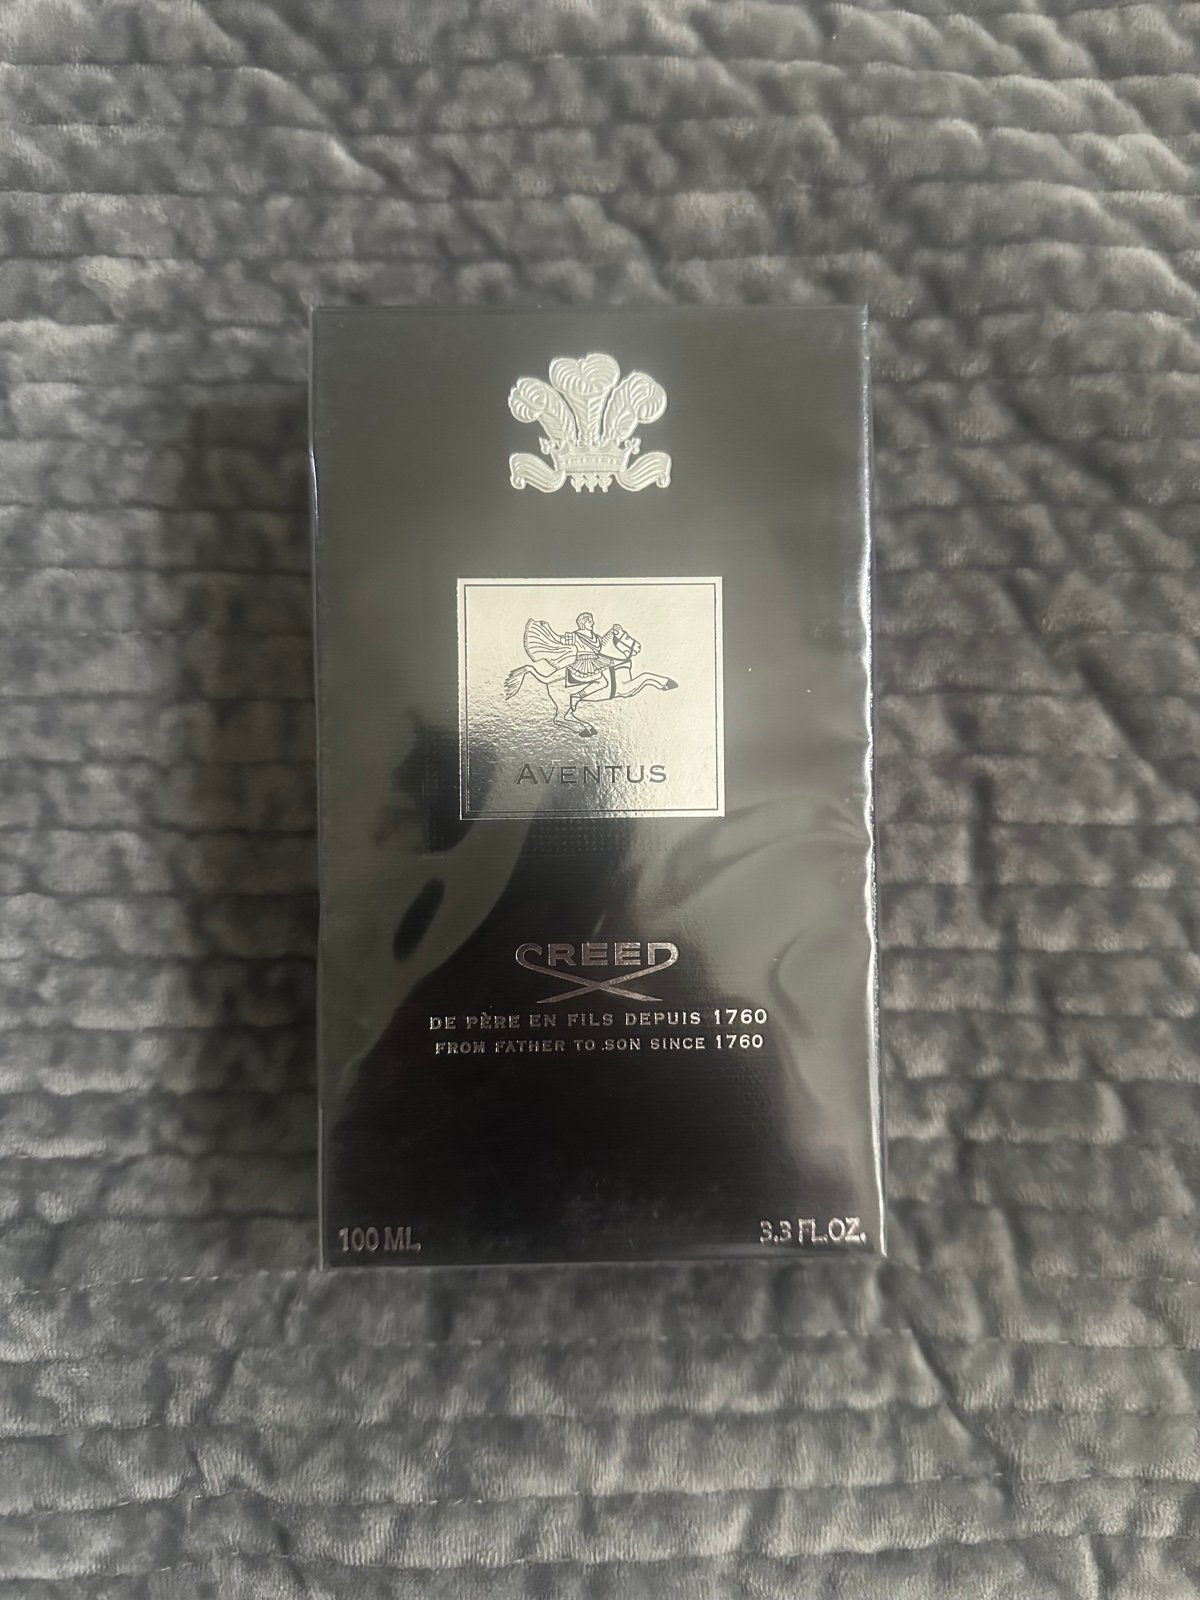 AVENTUS
CREED
DE PÈRE EN FILS DEPUIS 1760
FROM FATHER TO SON SINCE 1760
100 ML
3.3 FL.OZ.